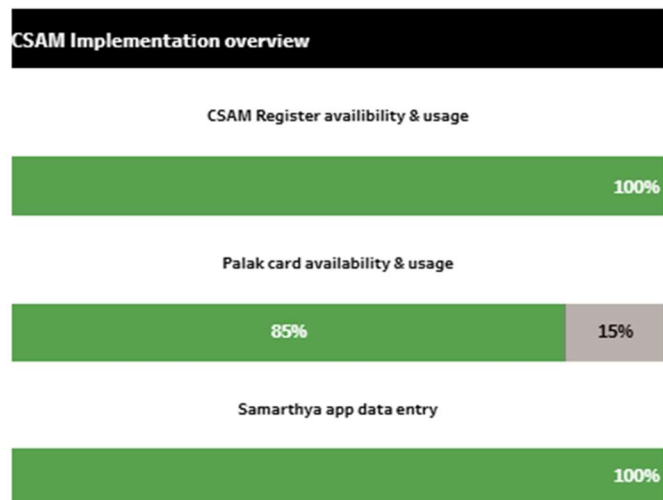 CSAM Implementation overview
CSAM Register availibility & usage
100%
Palak card availability & usage
85% 15%
Samarthya app data entry
100%